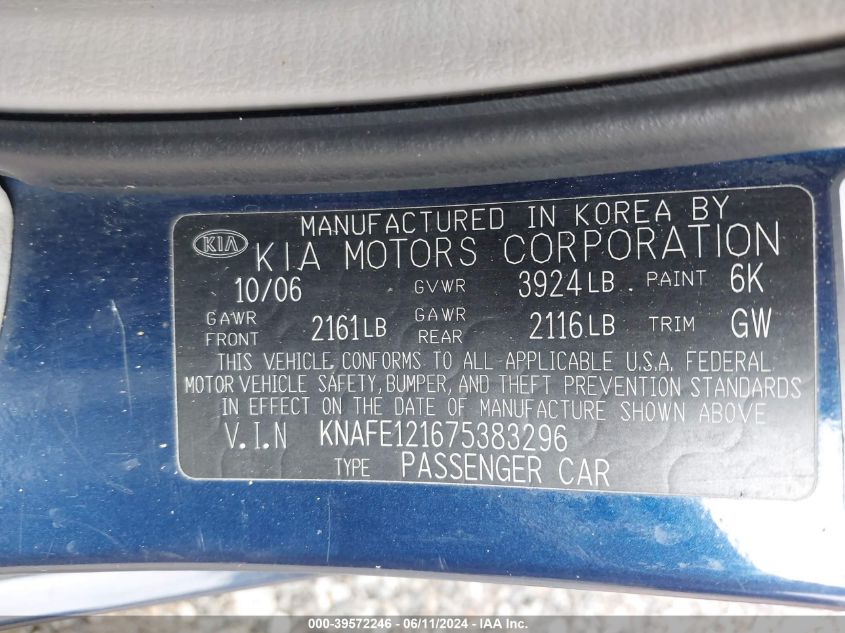 MANUFACTURED IN KOREA BY
KIA
KIA MOTORS CORPORATION
10/06 GVWR 3924 LB. PAINT 6K
GAWR FRONT 2161LB GAWR REAR 2116 LB TRIM GW
THIS VEHICLE CONFORMS TO ALL APPLICABLE U.S.A. FEDERAL
MOTOR VEHICLE SAFETY, BUMPER, AND THEFT PREVENTION STANDARDS
IN EFFECT ON THE DATE OF MANUFACTURE SHOWN ABOVE
V.I.N KNAFE121675383296
TYPE PASSENGER CAR
000-39572246 - 06/11/2024 - IAA Inc.